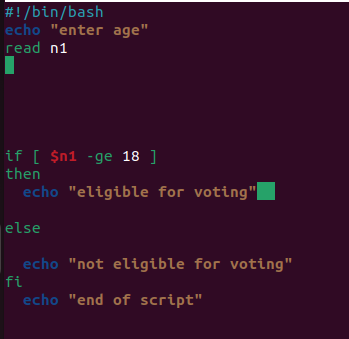 #!/bin/bash
echo "enter age"
read n1
if [ $n1 -ge 18 ]
then
echo "eligible for voting"
else
echo "not eligible for voting"
fi
echo "end of script"